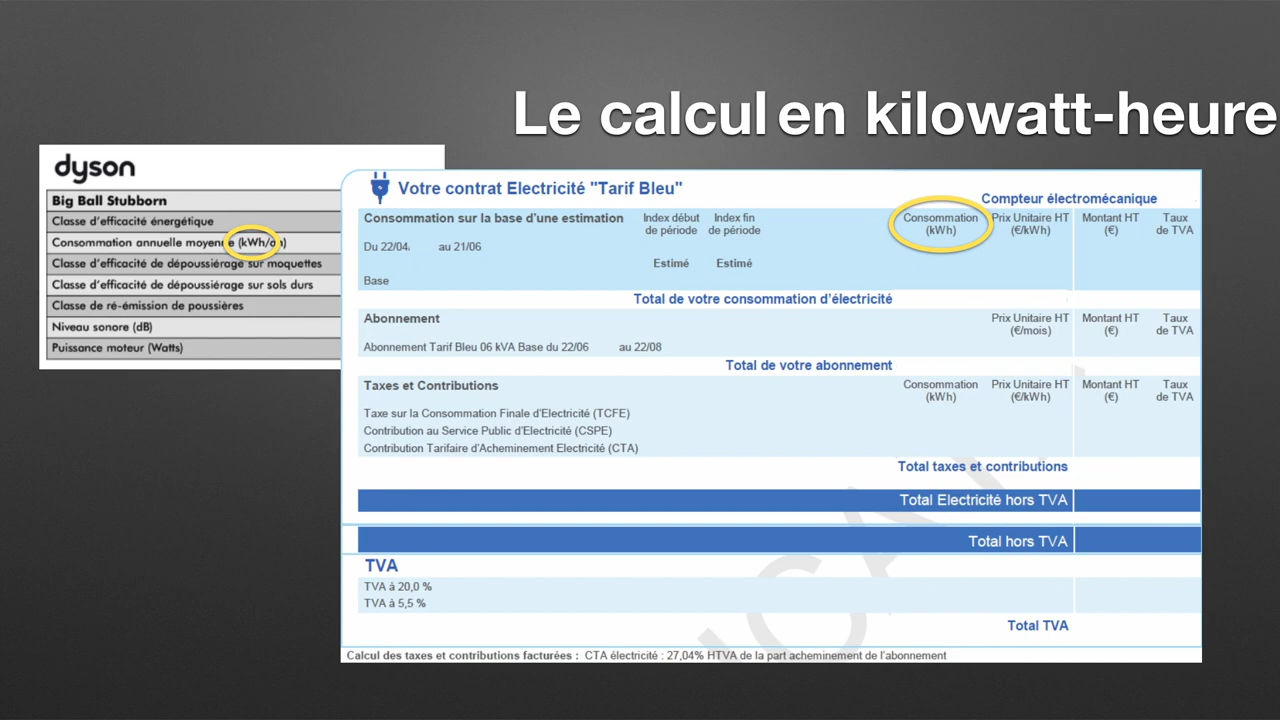 Le calcul en kilowatt-heure
dyson
Big Ball Stubborn
Classe d'efficacité énergétique
Consommation annuelle moyenne (kWh/an)
Classe d'efficacité de dépoussiérage sur moquettes
Classe d'efficacité de dépoussiérage sur sols durs
Classe de ré-émission de poussières
Niveau sonore (dB)
Puissance moteur (Watts)
Votre contrat Electricité "Tarif Bleu"
Compteur électromécanique
Consommation sur la base d'une estimation Index début Index fin Consommation Prix Unitaire HT Montant HT Taux
de période de période (kWh) (€/kWh) (€) de TVA
Du 22/04 au 21/06
Estimé Estimé
Base
Total de votre consommation d'électricité
Abonnement Prix Unitaire HT Montant HT Taux
(€/mois) (€) de TVA
Abonnement Tarif Bleu 06 kVA Base du 22/06 au 22/08
Total de votre abonnement
Taxes et Contributions Consommation Prix Unitaire HT Montant HT Taux
(kWh) (€/kWh) (€) de TVA
Taxe sur la Consommation Finale d'Electricité (TCFE)
Contribution au Service Public d'Electricité (CSPE)
Contribution Tarifaire d'Acheminement Electricité (CTA)
Total taxes et contributions
Total Electricité hors TVA
Total hors TVA
TVA
TVA à 20,0 %
TVA à 5,5 %
Total TVA
Calcul des taxes et contributions facturées : CTA électricité : 27,04% HTVA de la part acheminement de l'abonnement